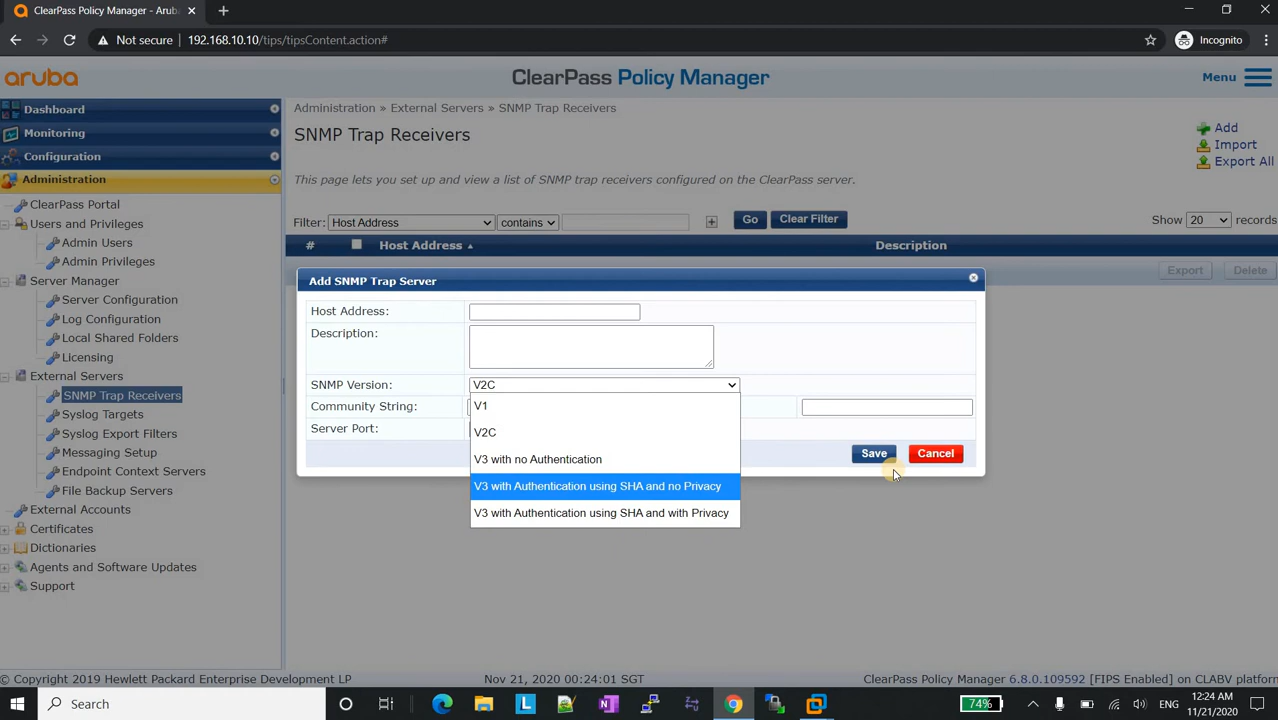 ClearPass Policy Manager - Aruba
Not secure 192.168.10.10/tips/tipsContent.action# Incognito
aruba ClearPass Policy Manager Menu
Dashboard
Monitoring
Configuration
Administration
ClearPass Portal
Users and Privileges
Admin Users
Admin Privileges
Server Manager
Server Configuration
Log Configuration
Local Shared Folders
Licensing
External Servers
SNMP Trap Receivers
Syslog Targets
Syslog Export Filters
Messaging Setup
Endpoint Context Servers
File Backup Servers
External Accounts
Certificates
Dictionaries
Agents and Software Updates
Support
Administration » External Servers » SNMP Trap Receivers
SNMP Trap Receivers
Add
Import
Export All
This page lets you set up and view a list of SNMP trap receivers configured on the ClearPass server.
Filter: Host Address contains Go Clear Filter Show 20 records
# Host Address Description
Export Delete
Add SNMP Trap Server
Host Address:
Description:
SNMP Version: V2C
Community String:
Server Port:
V1
V2C
V3 with no Authentication
V3 with Authentication using SHA and no Privacy
V3 with Authentication using SHA and with Privacy
Save Cancel
© Copyright 2019 Hewlett Packard Enterprise Development LP Nov 21, 2020 00:24:01 SGT ClearPass Policy Manager 6.8.0.109592 [FIPS Enabled] on CLABV platform
Search 74% ENG 12:24 AM
11/21/2020